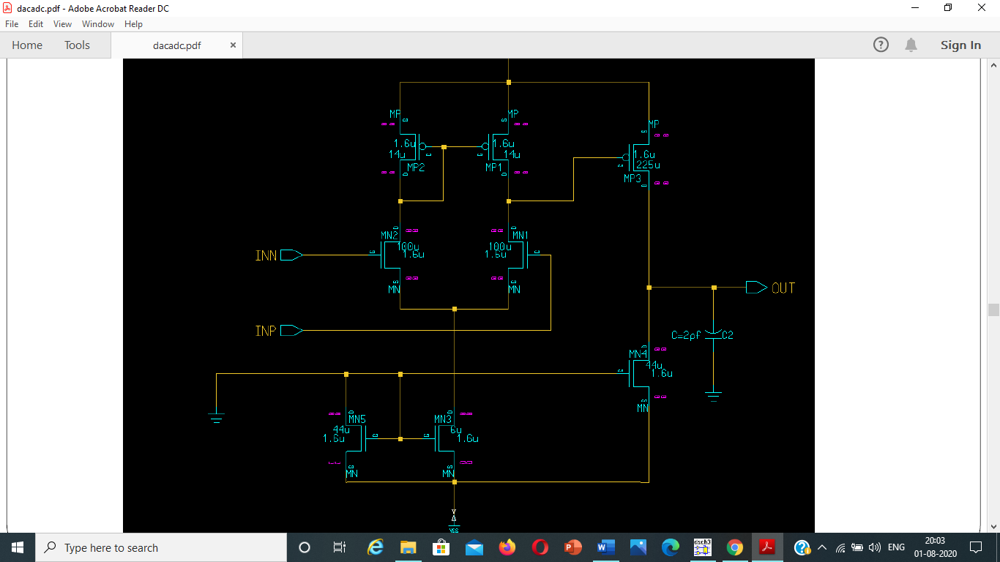 dacadc.pdf - Adobe Acrobat Reader DC
File Edit View Window Help
Home Tools dacadc.pdf × Sign In
MP
S
1.6u
14u
G
MP2
D
MP
S
1.6u
14u
G
MP1
D
MP
S
1.6u
225u
G
MP3
D
INN
MN2
D
100u
1.6u
G
S
MN
MN1
D
100u
1.6u
G
S
MN
INP
OUT
C=2pf
C2
MN4
D
44u
1.6u
G
S
MN
MN5
D
44u
1.6u
G
S
MN
MN3
D
6u
1.6u
G
S
MN
VSS
Type here to search
dsch3
ENG
20:03
01-08-2020